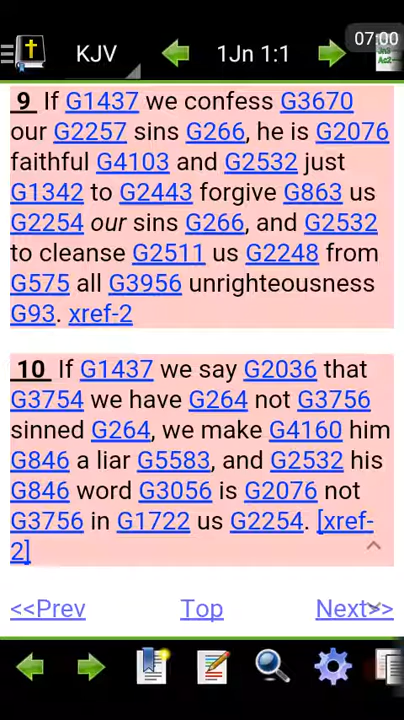 KJV
1Jn 1:1
07:00
9 If G1437 we confess G3670
our G2257 sins G266, he is G2076
faithful G4103 and G2532 just
G1342 to G2443 forgive G863 us
G2254 our sins G266, and G2532
to cleanse G2511 us G2248 from
G575 all G3956 unrighteousness
G93. xref-2
10 If G1437 we say G2036 that
G3754 we have G264 not G3756
sinned G264, we make G4160 him
G846 a liar G5583, and G2532 his
G846 word G3056 is G2076 not
G3756 in G1722 us G2254. [xref-
2]
<<Prev Top Next>>